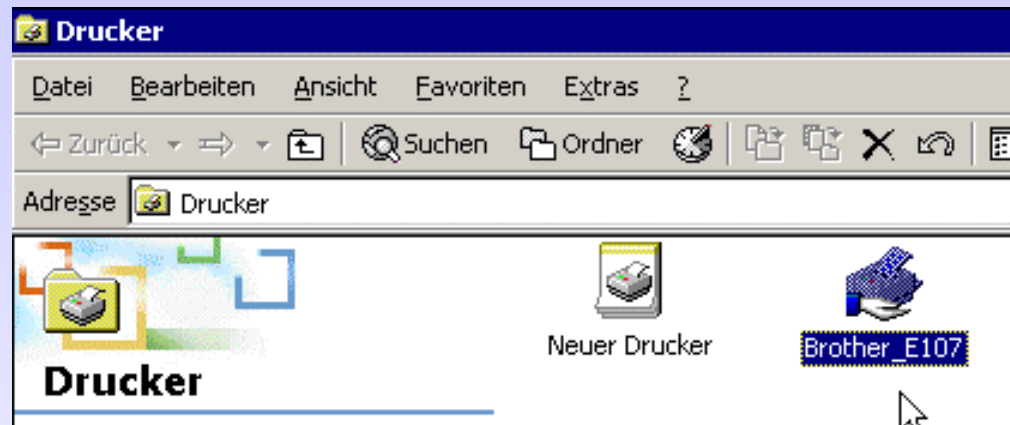 Drucker
Datei Bearbeiten Ansicht Favoriten Extras ?
Zurück Suchen Ordner
Adresse Drucker
Neuer Drucker Brother_E107
Drucker